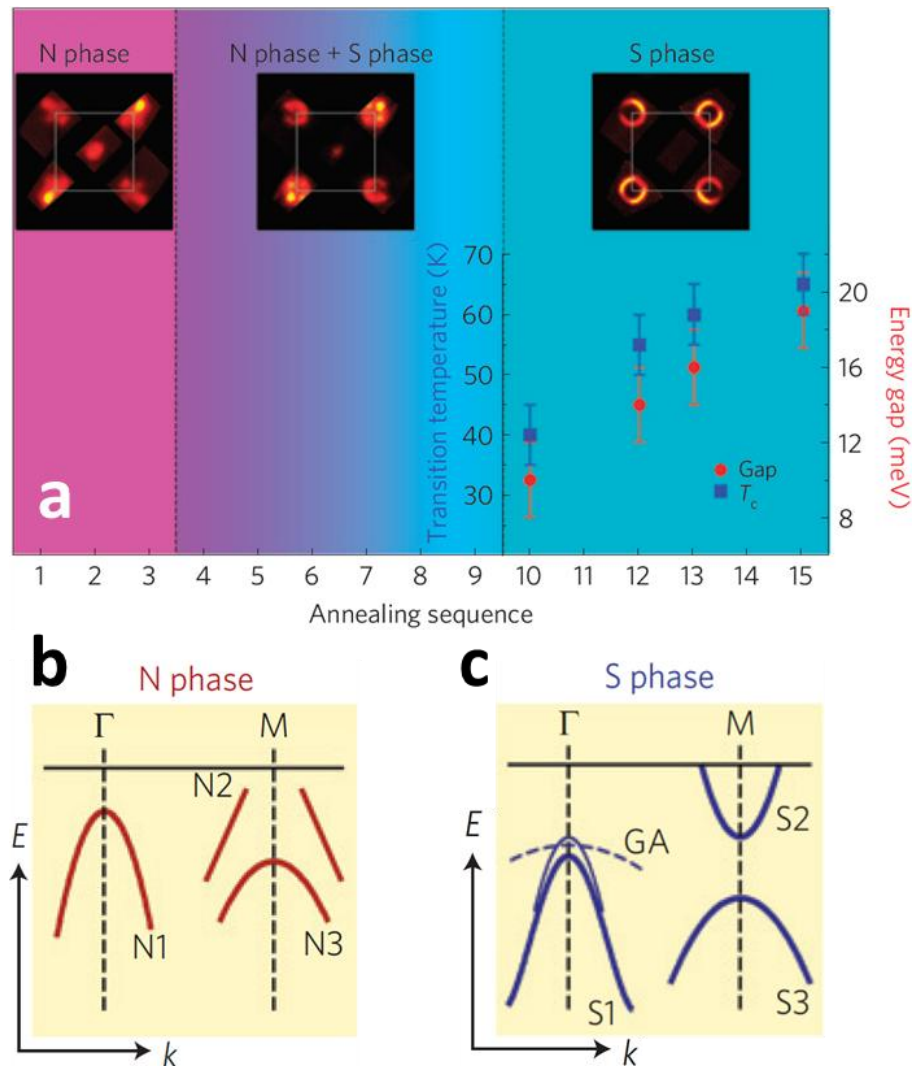 N phase
N phase + S phase
S phase
Transition temperature (K)
70
60
50
40
30
20
16
12
8
Energy gap (meV)
Gap
Tc
a
1 2 3 4 5 6 7 8 9 10 11 12 13 14 15
Annealing sequence
b
N phase
Γ
M
N2
E
N1
N3
k
c
S phase
Γ
M
S2
E
GA
S1
S3
k